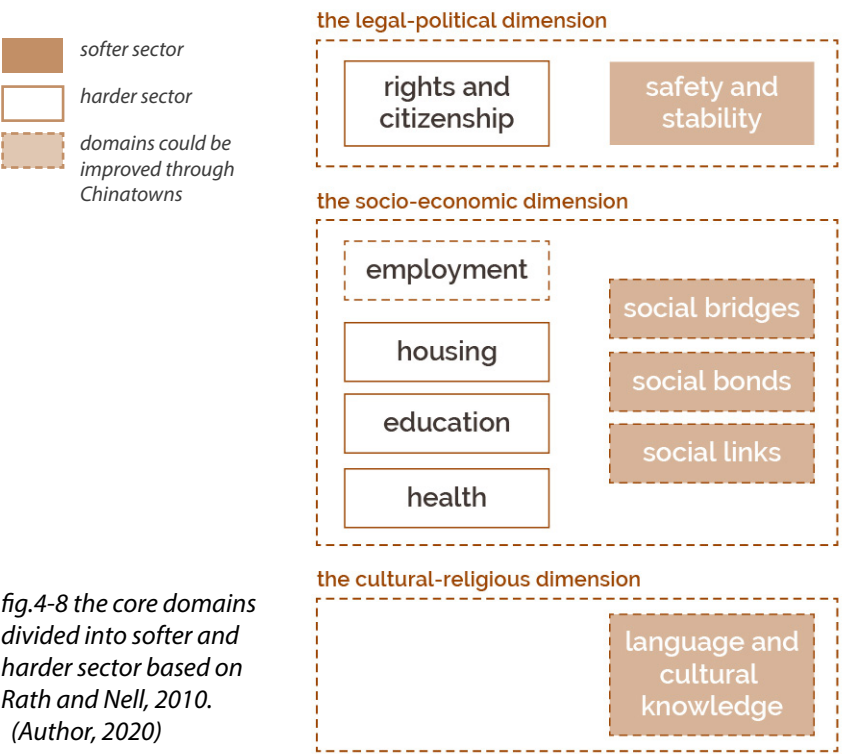 softer sector
harder sector
domains could be
improved through
Chinatowns
the legal-political dimension
rights and
citizenship
safety and
stability
the socio-economic dimension
employment
housing
education
health
social bridges
social bonds
social links
the cultural-religious dimension
language and
cultural
knowledge
fig.4-8 the core domains
divided into softer and
harder sector based on
Rath and Nell, 2010.
(Author, 2020)